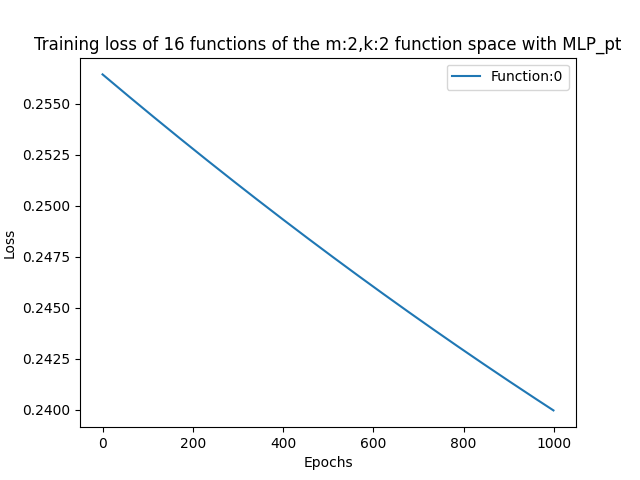 Training loss of 16 functions of the m:2,k:2 function space with MLP_pt
Function:0
0.2550
0.2525
0.2500
0.2475
0.2450
0.2425
0.2400
Loss
0 200 400 600 800 1000
Epochs